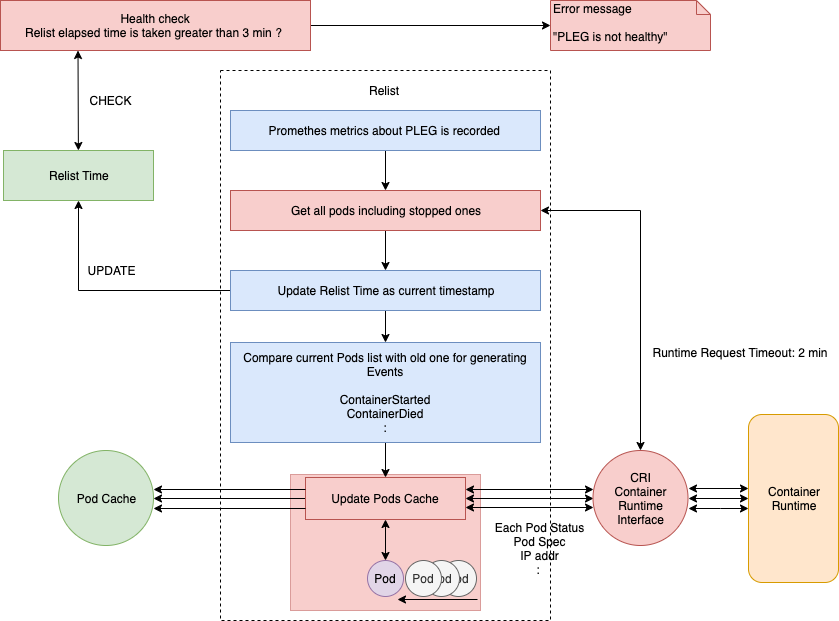 Health check
Relist elapsed time is taken greater than 3 min ?
Error message
"PLEG is not healthy"
Relist
CHECK
Promethes metrics about PLEG is recorded
Relist Time
Get all pods including stopped ones
UPDATE
Update Relist Time as current timestamp
Runtime Request Timeout: 2 min
Compare current Pods list with old one for generating
Events
ContainerStarted
ContainerDied
:
Pod Cache
Update Pods Cache
CRI
Container
Runtime
Interface
Container
Runtime
Each Pod Status
Pod Spec
IP addr
:
Pod
Pod
od
od